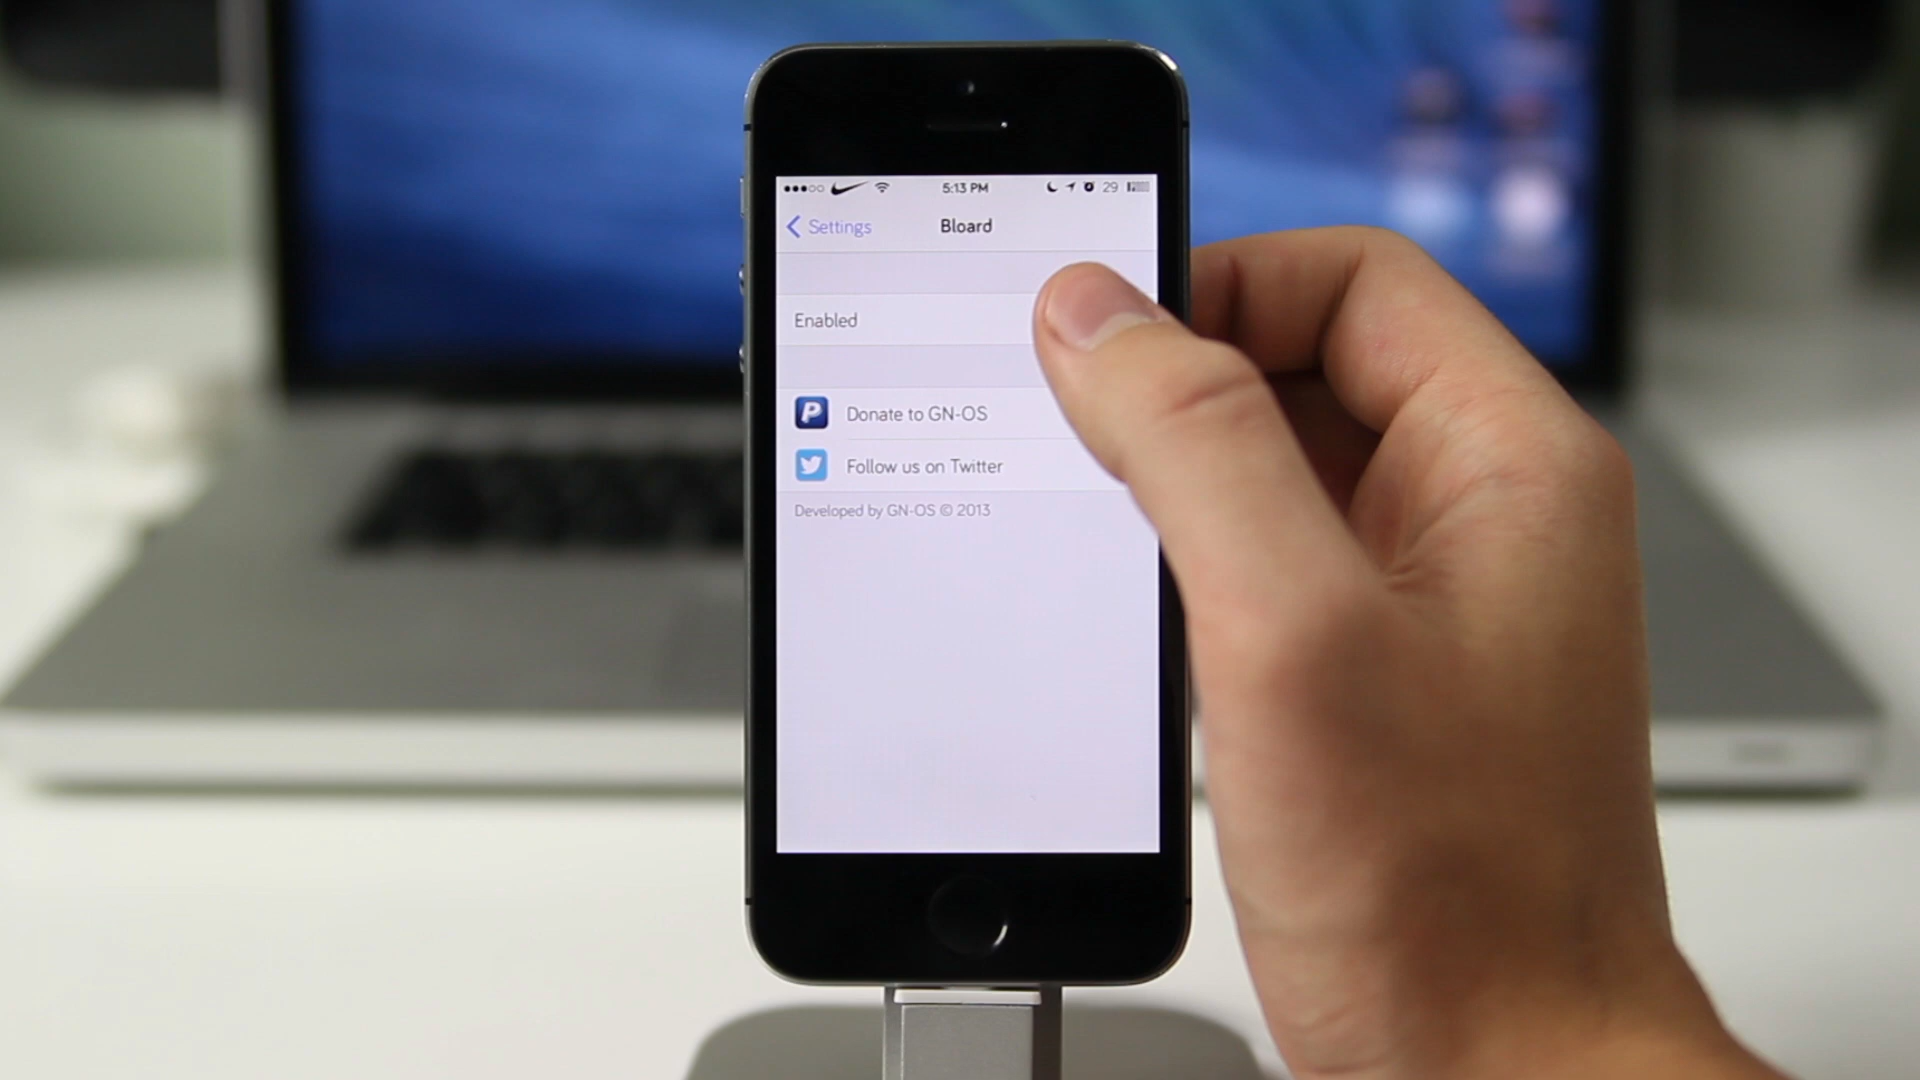 5:13 PM 29
Settings Bloard
Enabled
Donate to GN-OS
Follow us on Twitter
Developed by GN-OS © 2013